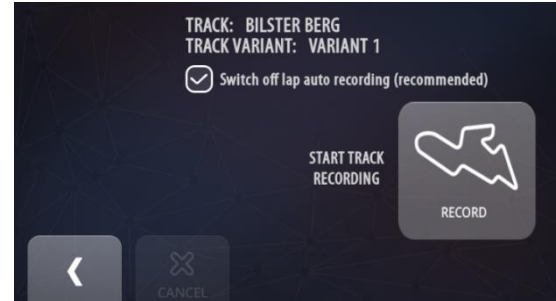 TRACK: BILSTER BERG
TRACK VARIANT: VARIANT 1
Switch off lap auto recording (recommended)
START TRACK
RECORDING
RECORD
CANCEL